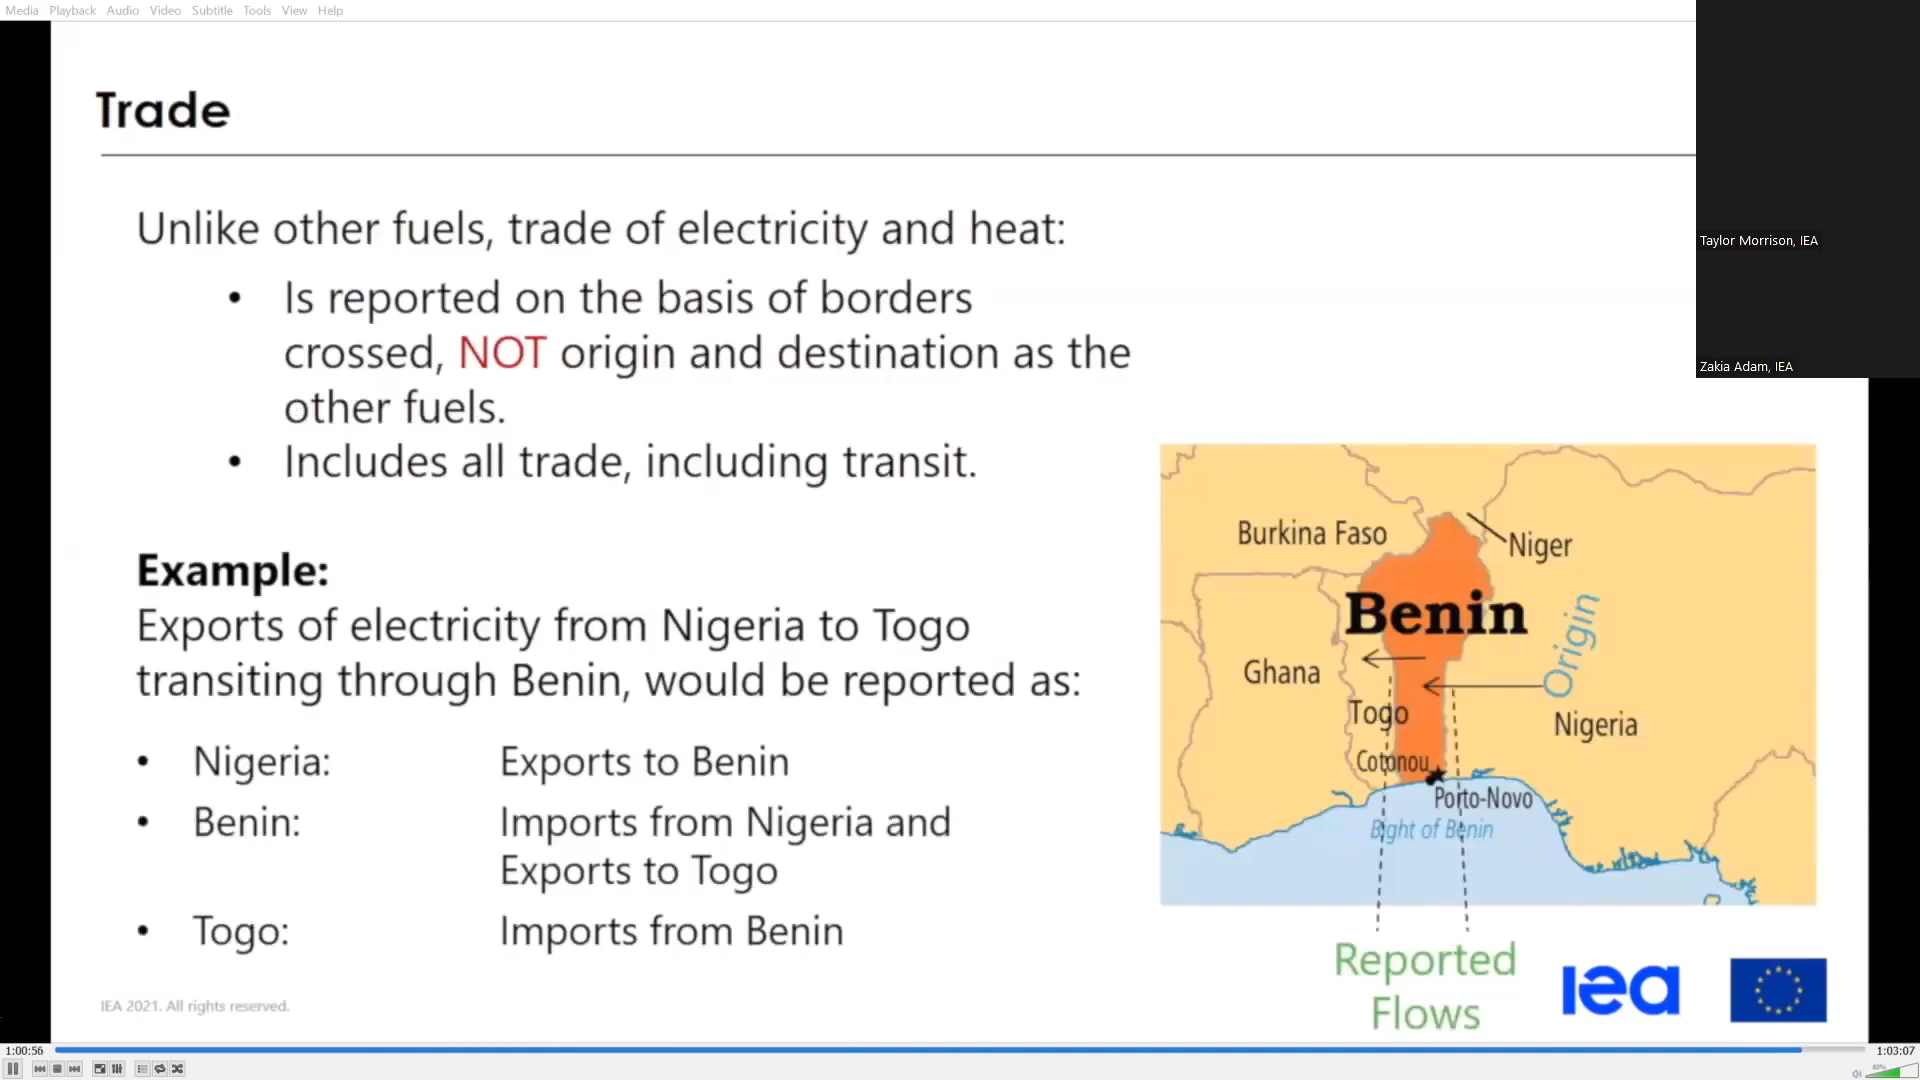 Media Playback Audio Video Subtitle Tools View Help
Trade
Taylor Morrison, IEA
Zakia Adam, IEA
Unlike other fuels, trade of electricity and heat:
• Is reported on the basis of borders
crossed, NOT origin and destination as the
other fuels.
• Includes all trade, including transit.
Example:
Exports of electricity from Nigeria to Togo
transiting through Benin, would be reported as:
• Nigeria: Exports to Benin
• Benin: Imports from Nigeria and
Exports to Togo
• Togo: Imports from Benin
Burkina Faso
Niger
Benin
Origin
Ghana
Togo
Nigeria
Cotonou
Porto-Novo
Bight of Benin
Reported
Flows
iea
IEA 2021. All rights reserved.
1:00:56
1:03:07
80%